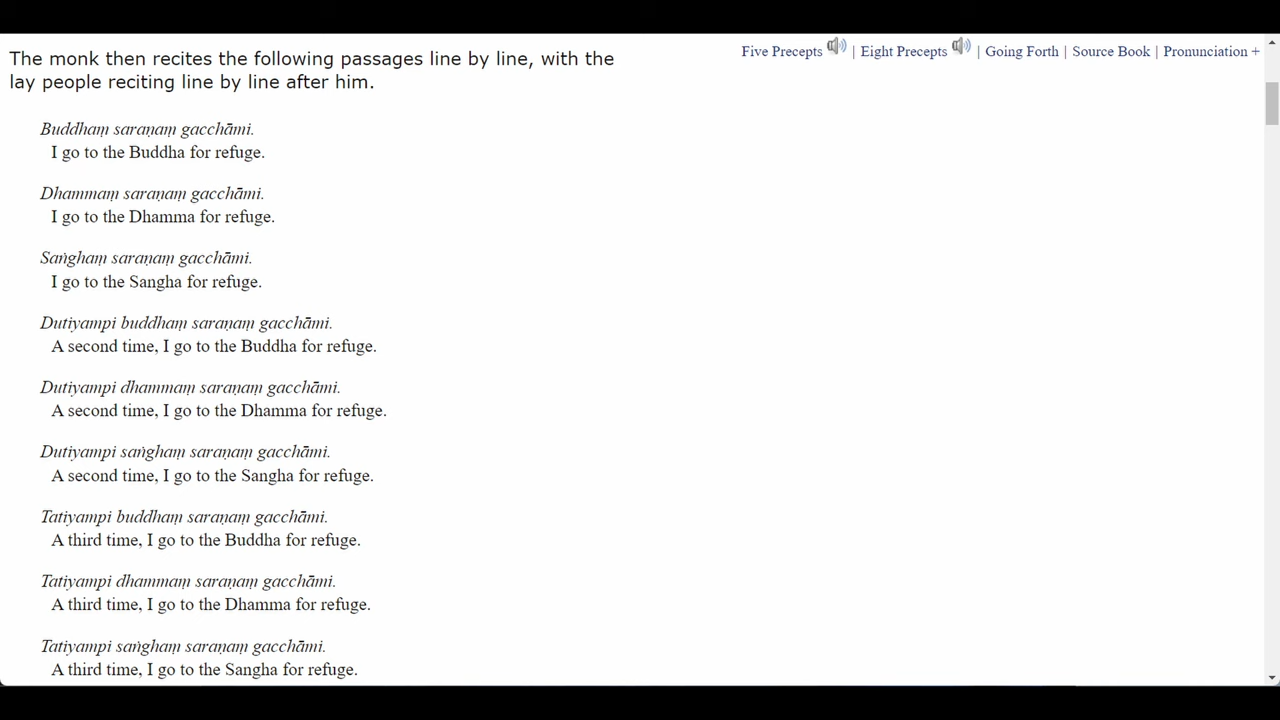 Five Precepts | Eight Precepts | Going Forth | Source Book | Pronunciation +
The monk then recites the following passages line by line, with the
lay people reciting line by line after him.
Buddhaṃ saraṇaṃ gacchāmi.
I go to the Buddha for refuge.
Dhammaṃ saraṇaṃ gacchāmi.
I go to the Dhamma for refuge.
Saṅghaṃ saraṇaṃ gacchāmi.
I go to the Sangha for refuge.
Dutiyampi buddhaṃ saraṇaṃ gacchāmi.
A second time, I go to the Buddha for refuge.
Dutiyampi dhammaṃ saraṇaṃ gacchāmi.
A second time, I go to the Dhamma for refuge.
Dutiyampi saṅghaṃ saraṇaṃ gacchāmi.
A second time, I go to the Sangha for refuge.
Tatiyampi buddhaṃ saraṇaṃ gacchāmi.
A third time, I go to the Buddha for refuge.
Tatiyampi dhammaṃ saraṇaṃ gacchāmi.
A third time, I go to the Dhamma for refuge.
Tatiyampi saṅghaṃ saraṇaṃ gacchāmi.
A third time, I go to the Sangha for refuge.